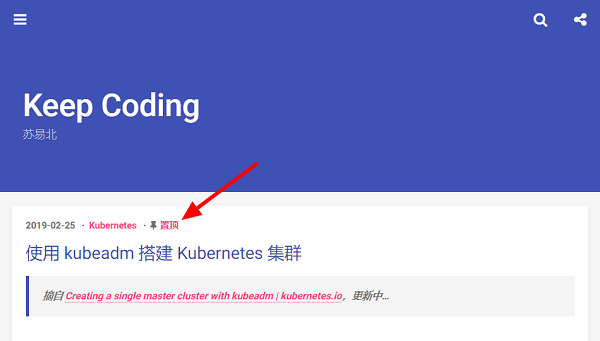 Keep Coding
苏易北
2019-02-25 · Kubernetes · 置顶
使用 kubeadm 搭建 Kubernetes 集群
摘自 Creating a single master cluster with kubeadm | kubernetes.io，更新中...